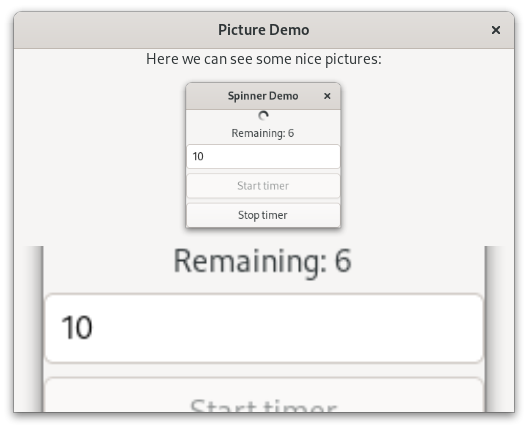 Picture Demo
Here we can see some nice pictures:
Spinner Demo
Remaining: 6
10
Start timer
Stop timer
Remaining: 6
10
Start timer